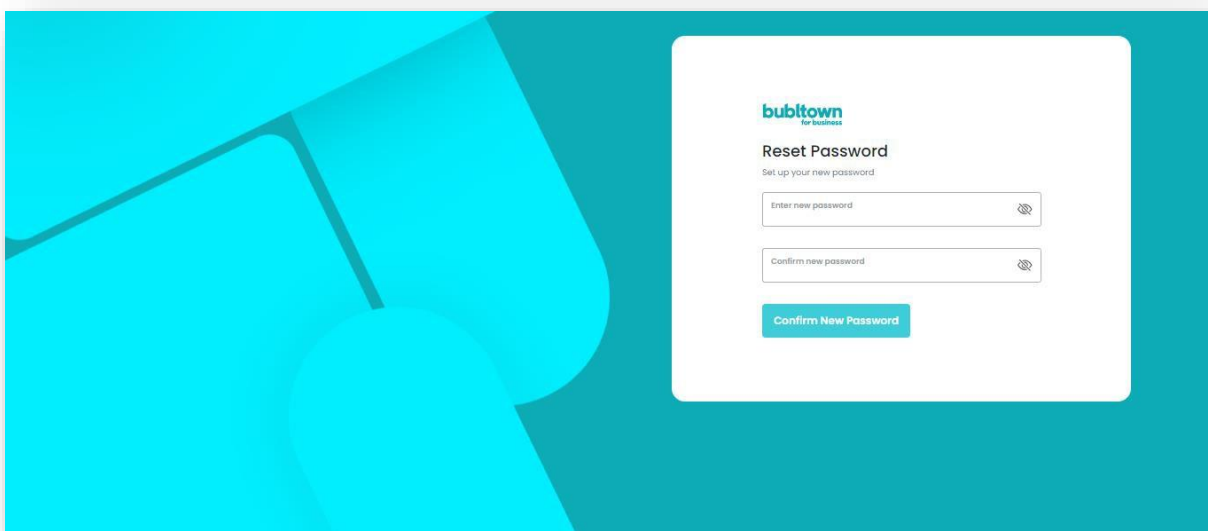 bubltown
for business
Reset Password
Set up your new password
Enter new password
Confirm new password
Confirm New Password